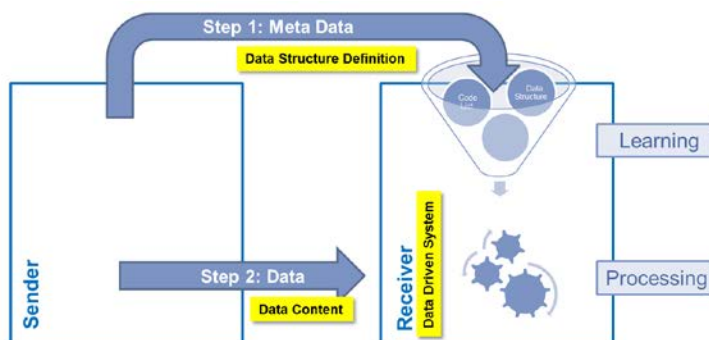 Step 1: Meta Data
Data Structure Definition
Code
List
Data
Structure
Learning
Sender
Step 2: Data
Data Content
Receiver
Data Driven System
Processing